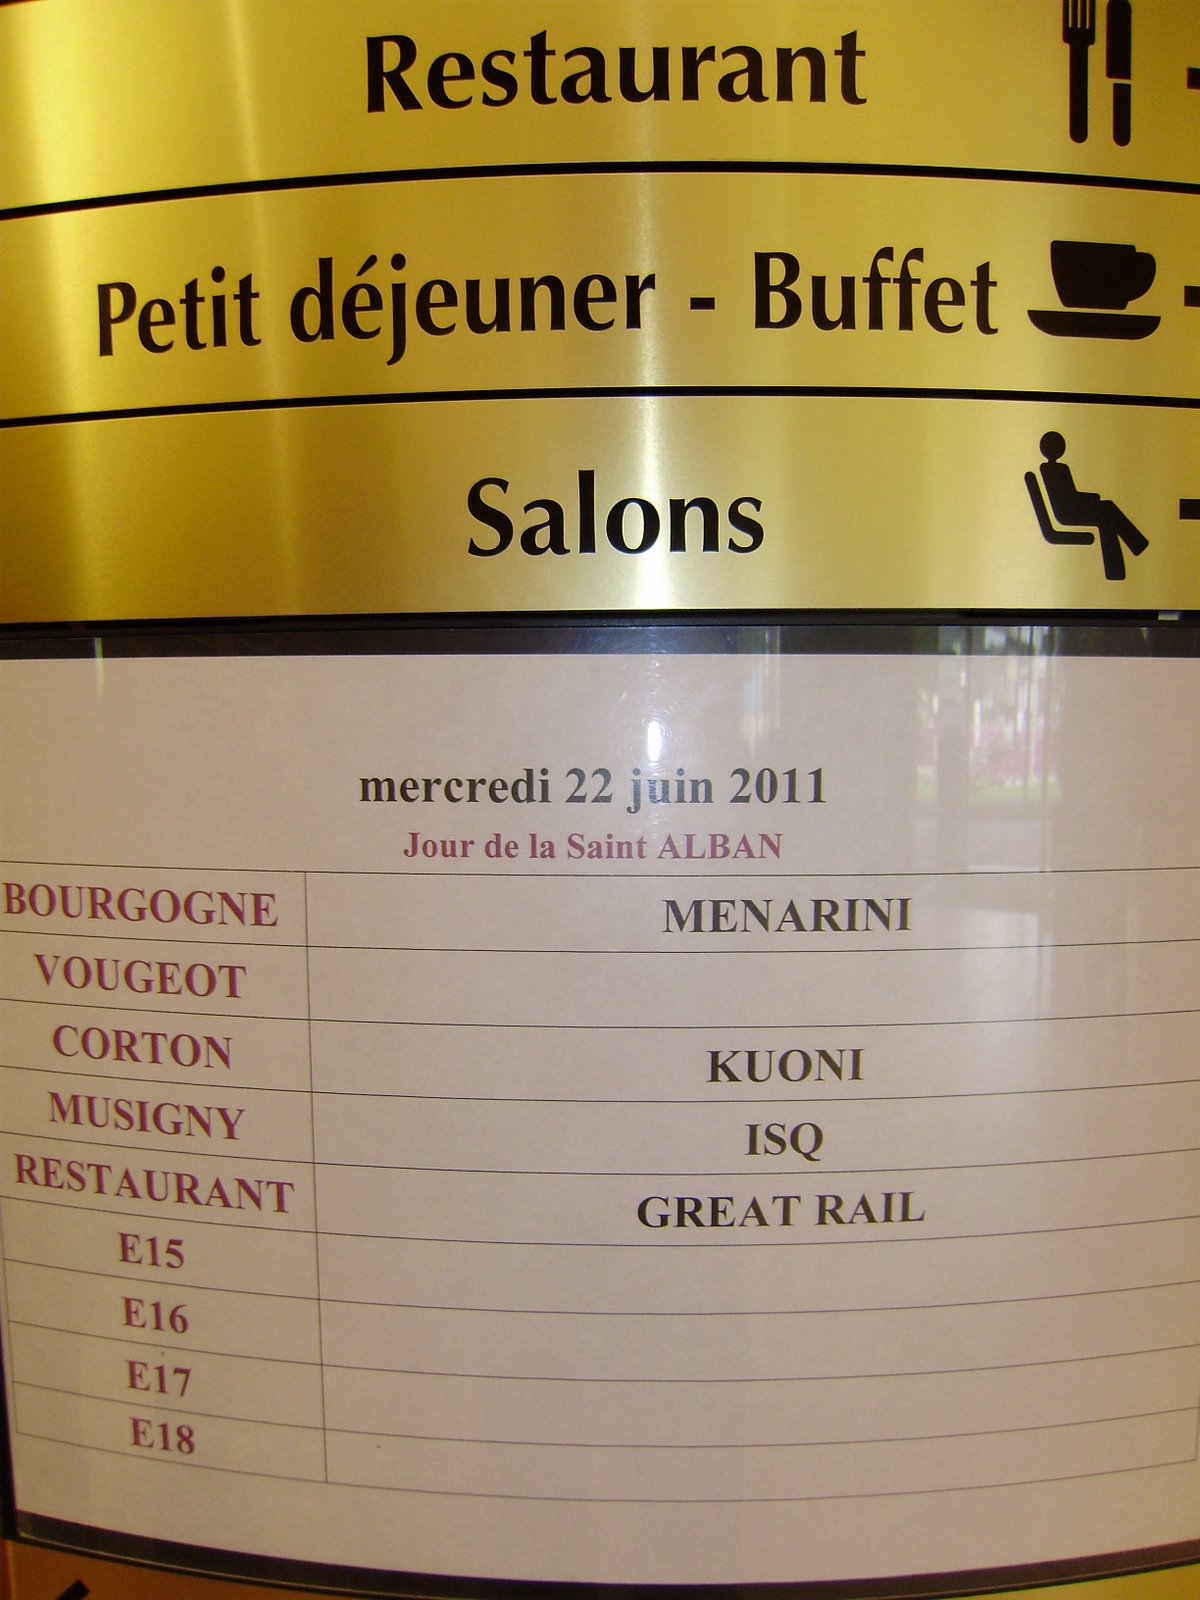 Restaurant
Petit déjeuner - Buffet
Salons
mercredi 22 juin 2011
Jour de la Saint ALBAN
BOURGOGNE MENARINI
VOUGEOT
CORTON KUONI
MUSIGNY ISQ
RESTAURANT GREAT RAIL
E15
E16
E17
E18